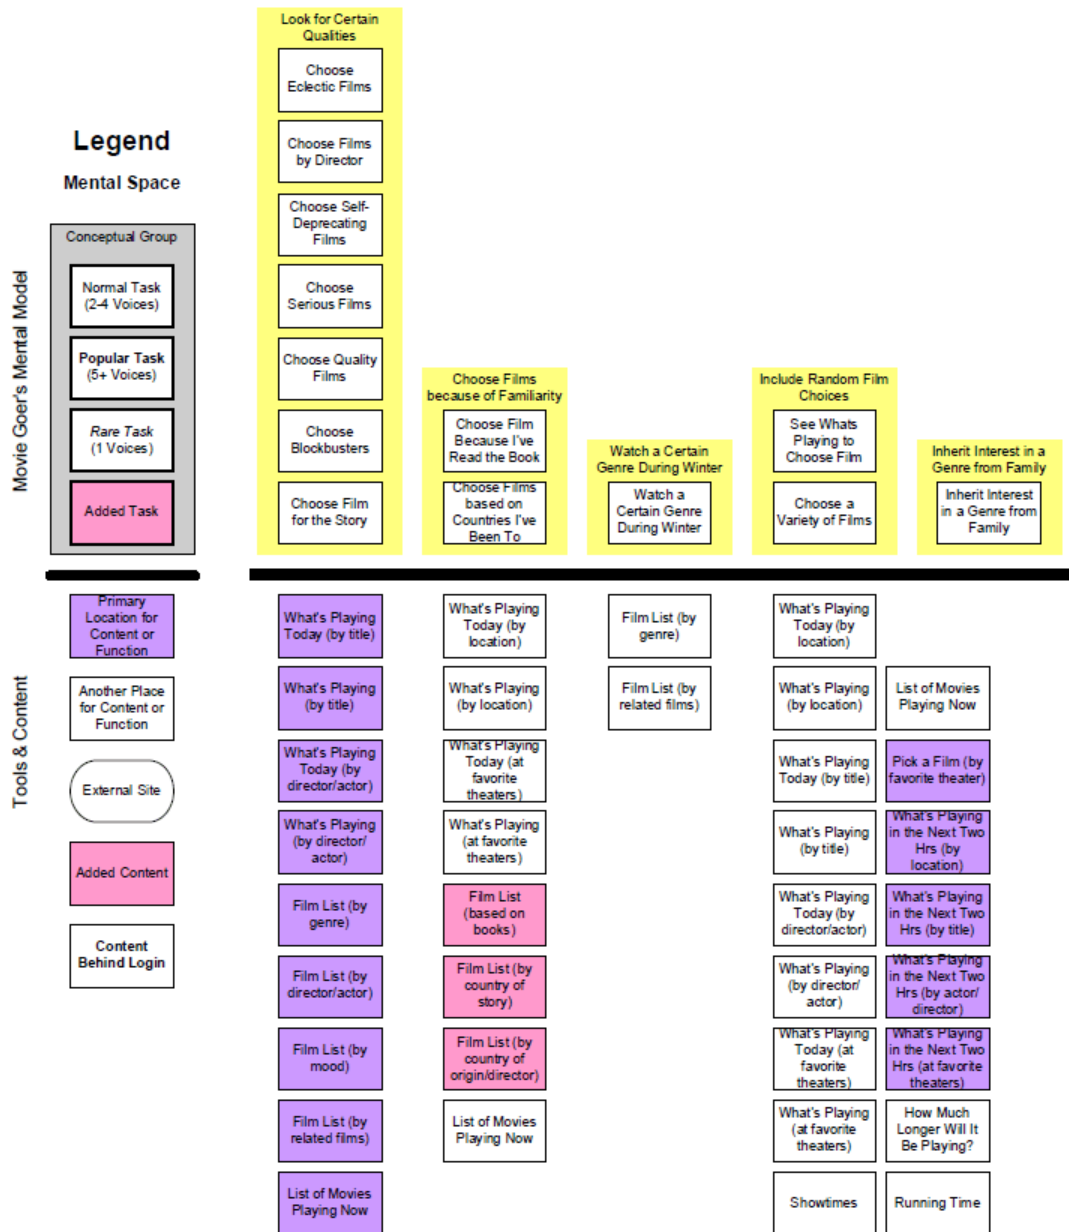 Legend
Mental Space
Movie Goer's Mental Model
Conceptual Group
Normal Task
(2-4 Voices)
Popular Task
(5+ Voices)
Rare Task
(1 Voices)
Added Task
Look for Certain
Qualities
Choose
Eclectic Films
Choose Films
by Director
Choose Self-
Deprecating
Films
Choose
Serious Films
Choose Quality
Films
Choose
Blockbusters
Choose Film
for the Story
Choose Films
because of Familiarity
Choose Film
Because I've
Read the Book
Choose Films
based on
Countries I've
Been To
Watch a Certain
Genre During Winter
Watch a
Certain Genre
During Winter
Include Random Film
Choices
See Whats
Playing to
Choose Film
Choose a
Variety of Films
Inherit Interest in a
Genre from Family
Inherit Interest
in a Genre from
Family
Tools & Content
Primary
Location for
Content or
Function
Another Place
for Content or
Function
External Site
Added Content
Content
Behind Login
What's Playing
Today (by title)
What's Playing
(by title)
What's Playing
Today (by
director/actor)
What's Playing
(by director/
actor)
Film List (by
genre)
Film List (by
director/actor)
Film List (by
mood)
Film List (by
related films)
List of Movies
Playing Now
What's Playing
Today (by
location)
What's Playing
(by location)
What's Playing
Today (at
favorite
theaters)
What's Playing
(at favorite
theaters)
Film List
(based on
books)
Film List (by
country of
story)
Film List (by
country of
origin/director)
List of Movies
Playing Now
Film List (by
genre)
Film List (by
related films)
What's Playing
Today (by
location)
What's Playing
(by location)
What's Playing
Today (by title)
What's Playing
(by title)
What's Playing
Today (by
director/actor)
What's Playing
(by director/
actor)
What's Playing
Today (at
favorite
theaters)
What's Playing
(at favorite
theaters)
Showtimes
List of Movies
Playing Now
Pick a Film (by
favorite theater)
What's Playing
in the Next Two
Hrs (by
location)
What's Playing
in the Next Two
Hrs (by title)
What's Playing
in the Next Two
Hrs (by actor/
director)
What's Playing
in the Next Two
Hrs (at favorite
theaters)
How Much
Longer Will It
Be Playing?
Running Time